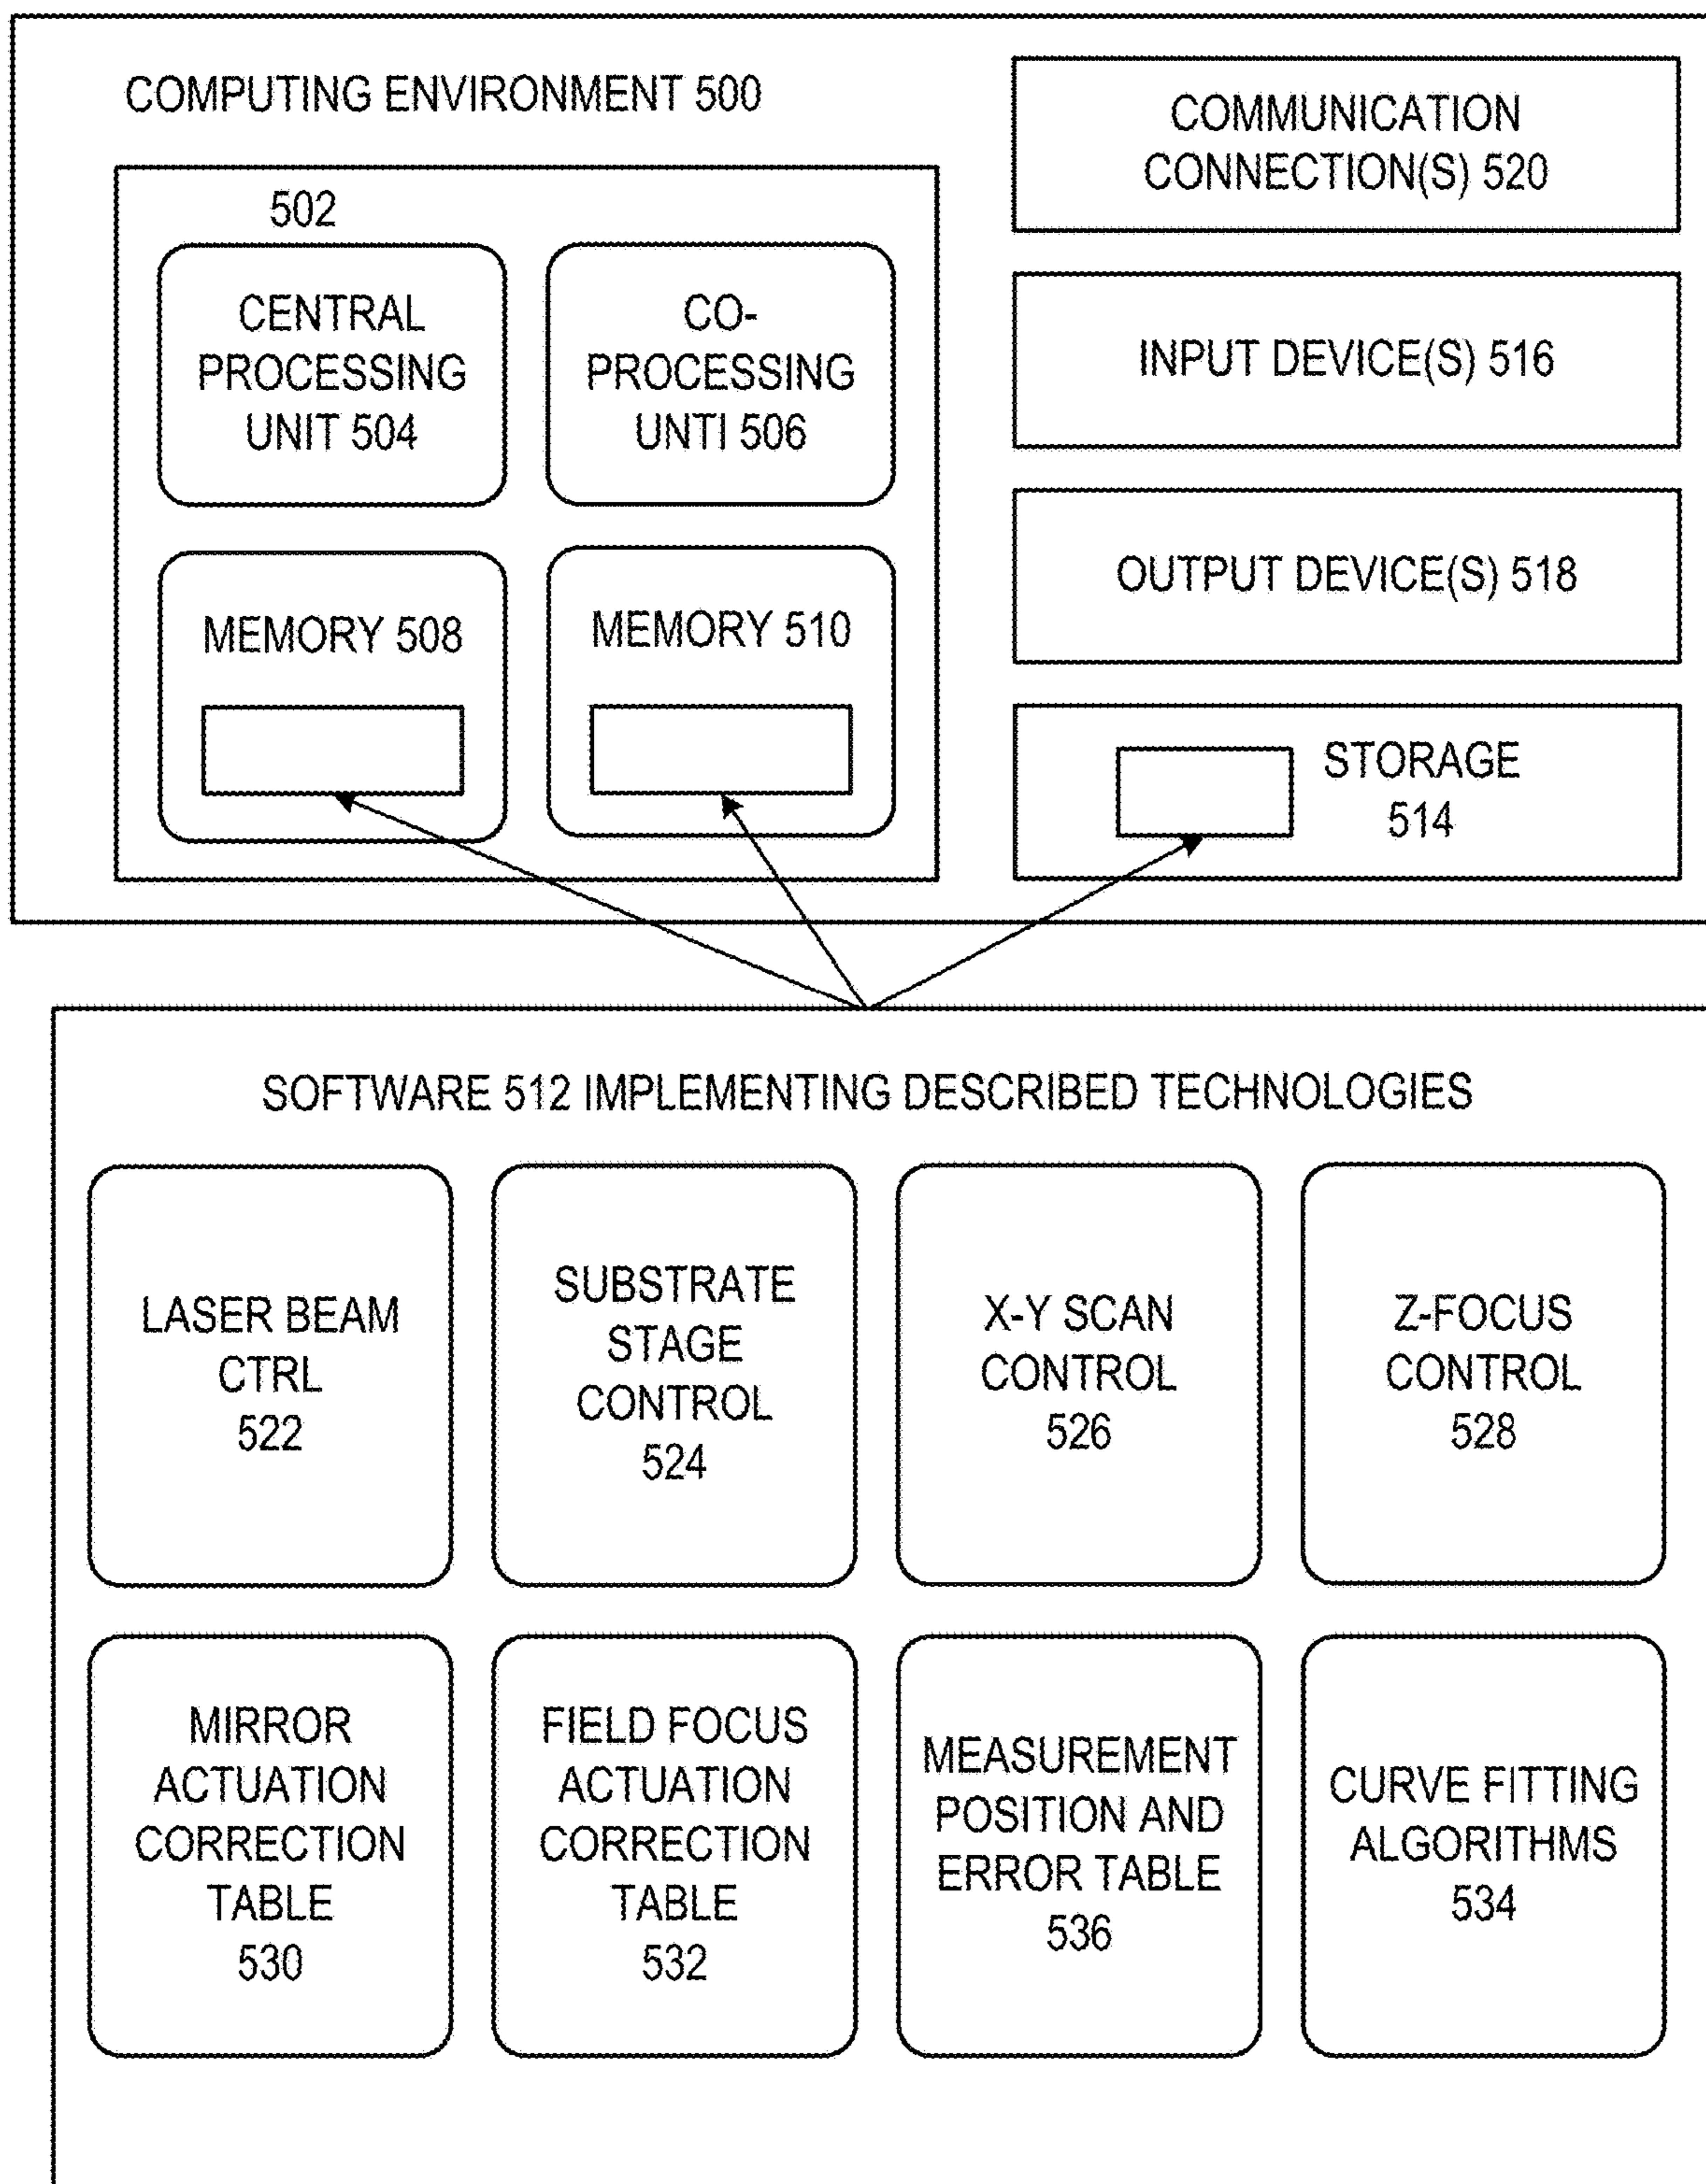 COMPUTING ENVIRONMENT 500
502
CENTRAL
PROCESSING
UNIT 504
CO-
PROCESSING
UNTI 506
MEMORY 508
MEMORY 510
COMMUNICATION
CONNECTION(S) 520
INPUT DEVICE(S) 516
OUTPUT DEVICE(S) 518
STORAGE
514
SOFTWARE 512 IMPLEMENTING DESCRIBED TECHNOLOGIES
LASER BEAM
CTRL
522
SUBSTRATE
STAGE
CONTROL
524
X-Y SCAN
CONTROL
526
Z-FOCUS
CONTROL
528
MIRROR
ACTUATION
CORRECTION
TABLE
530
FIELD FOCUS
ACTUATION
CORRECTION
TABLE
532
MEASUREMENT
POSITION AND
ERROR TABLE
536
CURVE FITTING
ALGORITHMS
534